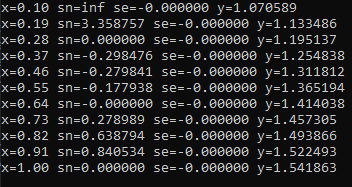 x=0.10 sn=inf se=-0.000000 y=1.070589
x=0.19 sn=3.358757 se=-0.000000 y=1.133486
x=0.28 sn=0.000000 se=-0.000000 y=1.195137
x=0.37 sn=-0.298476 se=-0.000000 y=1.254838
x=0.46 sn=-0.279841 se=-0.000000 y=1.311812
x=0.55 sn=-0.177938 se=-0.000000 y=1.365194
x=0.64 sn=-0.000000 se=-0.000000 y=1.414038
x=0.73 sn=0.278989 se=-0.000000 y=1.457305
x=0.82 sn=0.638794 se=-0.000000 y=1.493866
x=0.91 sn=0.840534 se=-0.000000 y=1.522493
x=1.00 sn=0.000000 se=-0.000000 y=1.541863